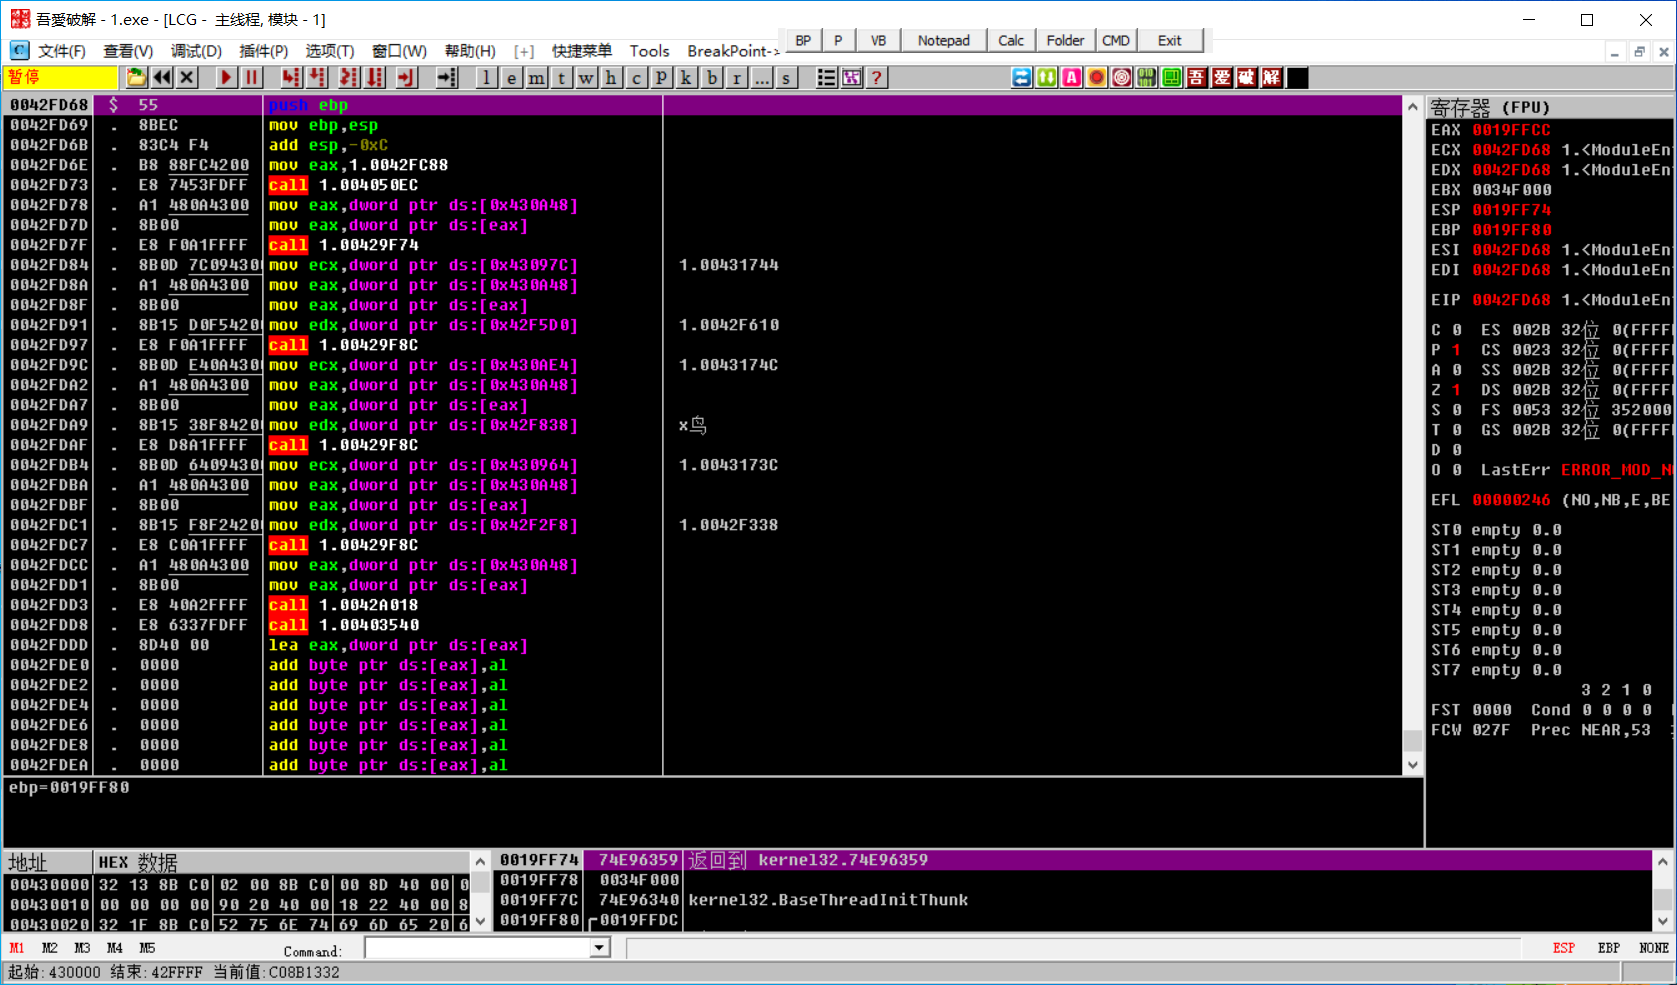 吾愛破解 - 1.exe - [LCG - 主线程, 模块 - 1]
文件(F) 查看(V) 调试(D) 插件(P) 选项(T) 窗口(W) 帮助(H) [+] 快捷菜单 Tools BreakPoint-> BP P VB Notepad Calc Folder CMD Exit
暂停 l e m t w h c p k b r ... s ? A 吾 爱 破 解
0042FD68 $ 55 push ebp
0042FD69 . 8BEC mov ebp,esp
0042FD6B . 83C4 F4 add esp,-0xC
0042FD6E . B8 88FC4200 mov eax,1.0042FC88
0042FD73 . E8 7453FDFF call 1.004050EC
0042FD78 . A1 480A4300 mov eax,dword ptr ds:[0x430A48]
0042FD7D . 8B00 mov eax,dword ptr ds:[eax]
0042FD7F . E8 F0A1FFFF call 1.00429F74
0042FD84 . 8B0D 7C09430 mov ecx,dword ptr ds:[0x43097C] 1.00431744
0042FD8A . A1 480A4300 mov eax,dword ptr ds:[0x430A48]
0042FD8F . 8B00 mov eax,dword ptr ds:[eax]
0042FD91 . 8B15 D0F5420 mov edx,dword ptr ds:[0x42F5D0] 1.0042F610
0042FD97 . E8 F0A1FFFF call 1.00429F8C
0042FD9C . 8B0D E40A430 mov ecx,dword ptr ds:[0x430AE4] 1.0043174C
0042FDA2 . A1 480A4300 mov eax,dword ptr ds:[0x430A48]
0042FDA7 . 8B00 mov eax,dword ptr ds:[eax]
0042FDA9 . 8B15 38F8420 mov edx,dword ptr ds:[0x42F838] x鸟
0042FDAF . E8 D8A1FFFF call 1.00429F8C
0042FDB4 . 8B0D 6409430 mov ecx,dword ptr ds:[0x430964] 1.0043173C
0042FDBA . A1 480A4300 mov eax,dword ptr ds:[0x430A48]
0042FDBF . 8B00 mov eax,dword ptr ds:[eax]
0042FDC1 . 8B15 F8F2420 mov edx,dword ptr ds:[0x42F2F8] 1.0042F338
0042FDC7 . E8 C0A1FFFF call 1.00429F8C
0042FDCC . A1 480A4300 mov eax,dword ptr ds:[0x430A48]
0042FDD1 . 8B00 mov eax,dword ptr ds:[eax]
0042FDD3 . E8 40A2FFFF call 1.0042A018
0042FDD8 . E8 6337FDFF call 1.00403540
0042FDDD . 8D40 00 lea eax,dword ptr ds:[eax]
0042FDE0 . 0000 add byte ptr ds:[eax],al
0042FDE2 . 0000 add byte ptr ds:[eax],al
0042FDE4 . 0000 add byte ptr ds:[eax],al
0042FDE6 . 0000 add byte ptr ds:[eax],al
0042FDE8 . 0000 add byte ptr ds:[eax],al
0042FDEA . 0000 add byte ptr ds:[eax],al
ebp=0019FF80
寄存器 (FPU)
EAX 0019FFCC
ECX 0042FD68 1.<ModuleEn
EDX 0042FD68 1.<ModuleEn
EBX 0034F000
ESP 0019FF74
EBP 0019FF80
ESI 0042FD68 1.<ModuleEn
EDI 0042FD68 1.<ModuleEn
EIP 0042FD68 1.<ModuleEn
C 0 ES 002B 32位 0(FFFF
P 1 CS 0023 32位 0(FFFF
A 0 SS 002B 32位 0(FFFF
Z 1 DS 002B 32位 0(FFFF
S 0 FS 0053 32位 352000
T 0 GS 002B 32位 0(FFFF
D 0
O 0 LastErr ERROR_MOD_N
EFL 00000246 (NO,NB,E,BE
ST0 empty 0.0
ST1 empty 0.0
ST2 empty 0.0
ST3 empty 0.0
ST4 empty 0.0
ST5 empty 0.0
ST6 empty 0.0
ST7 empty 0.0
3 2 1 0
FST 0000 Cond 0 0 0 0
FCW 027F Prec NEAR,53
地址 HEX 数据
00430000 32 13 8B C0 02 00 8B C0 00 8D 40 00 0
00430010 00 00 00 00 90 20 40 00 18 22 40 00 8
00430020 32 1F 8B C0 52 75 6E 74 69 6D 65 20 6
0019FF74 74E96359 返回到 kernel32.74E96359
0019FF78 0034F000
0019FF7C 74E96340 kernel32.BaseThreadInitThunk
0019FF80 0019FFDC
M1 M2 M3 M4 M5 Command: ESP EBP NONE
起始:430000 结束:42FFFF 当前值:C08B1332